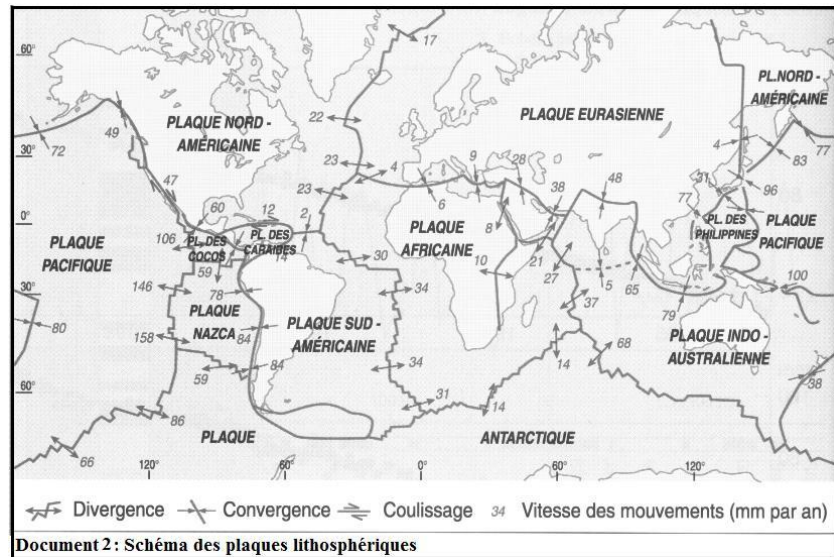 60°
17
PL.NORD-
AMÉRICAINE
PLAQUE NORD-
AMÉRICAINE
PLAQUE EURASIENNE
22
49
72
30°
4
77
83
23
4
9
28
47
6
38
48
31
96
23
60
12
2
77
0°
PL. DES
COCOS
PL. DES
CARAIDES
PLAQUE
AFRICAINE
8
PL. DES
PHILIPPINES
PLAQUE
PACIFIQUE
PLAQUE
PACIFIQUE
106
59
14
30
10
21
27
5
65
100
146
78
34
37
30°
PLAQUE
NAZCA
PLAQUE SUD-
AMÉRICAINE
79
80
158
84
PLAQUE INDO-
AUSTRALIENNE
84
59
34
14
68
38
60°
31
14
86
PLAQUE
ANTARCTIQUE
66
120°
60°
0°
60°
120°
Divergence
Convergence
Coulissage
34 Vitesse des mouvements (mm par an)
Document 2: Schéma des plaques lithosphériques